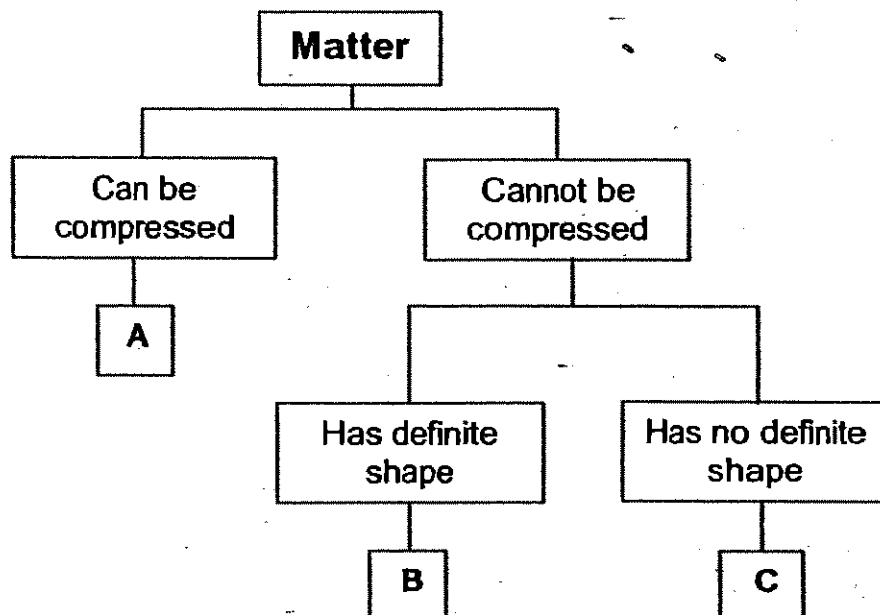 Matter
Can be
compressed
Cannot be
compressed
A
Has definite
shape
Has no definite
shape
B
C